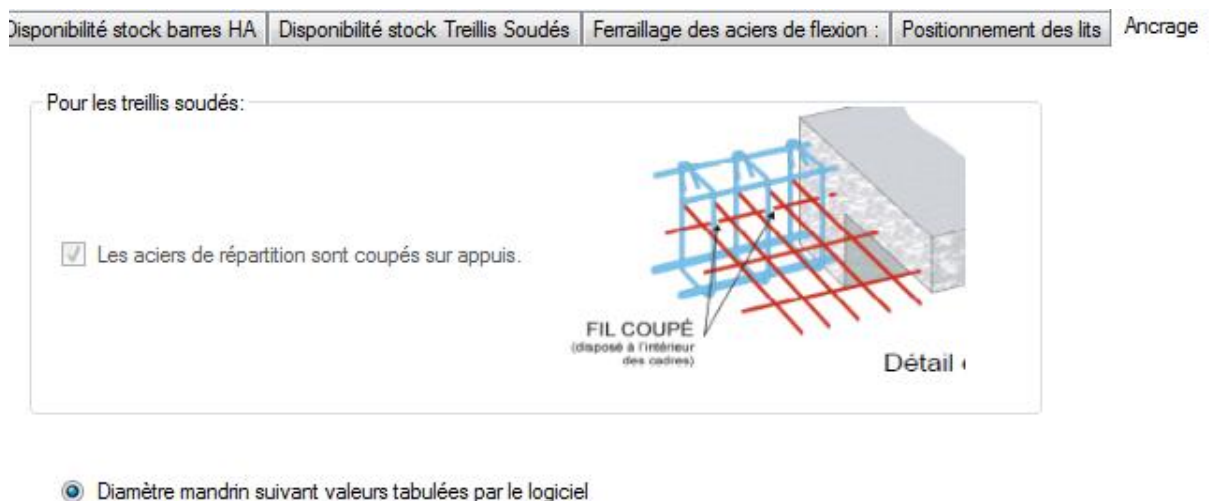 Disponibilité stock barres HA Disponibilité stock Treillis Soudés Ferraillage des aciers de flexion : Positionnement des lits Ancrage
Pour les treillis soudés:
Les aciers de répartition sont coupés sur appuis.
FIL COUPÉ
(disposé à l'intérieur
des cadres)
Détail
Diamètre mandrin suivant valeurs tabulées par le logiciel